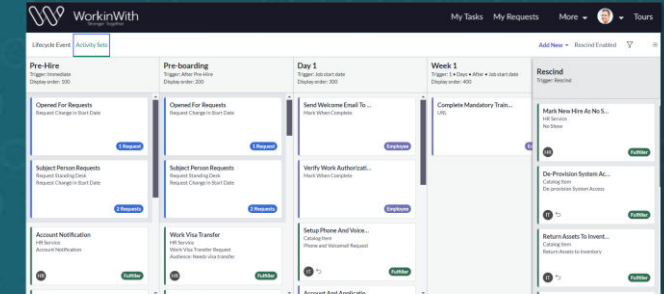 WorkinWith
Stronger Together
My Tasks
My Requests
More
Tours
Lifecycle Event
Activity Sets
Add New
Rescind Enabled
Pre-Hire
Trigger: Immediate
Display order: 100
Opened For Requests
Request Change in Start Date
1 Request
Subject Person Requests
Request Standing Desk
Request Change in Start Date
2 Requests
Account Notification
HR Service
Account Notification
HR
Fulfiller
Pre-boarding
Trigger: After Pre-Hire
Display order: 200
Opened For Requests
Request Change in Start Date
1 Request
Subject Person Requests
Request Standing Desk
Request Change in Start Date
2 Requests
Work Visa Transfer
HR Service
Work Visa Transfer Request
Audience: Needs visa transfer
HR
Fulfiller
Day 1
Trigger: Job start date
Display order: 300
Send Welcome Email To ...
Mark When Complete
Employee
Verify Work Authorizati...
Mark When Complete
Employee
Setup Phone And Voice...
Catalog Item
Phone and Voicemail Request
IT
Fulfiller
Account And Applicatio...
Week 1
Trigger: 1 • Days • After • Job start date
Display order: 400
Complete Mandatory Train...
URL
Rescind
Trigger: Rescind
Mark New Hire As No S...
HR Service
No Show
HR
Fulfiller
De-Provision System Ac...
Catalog Item
De-provision System Access
IT
Fulfiller
Return Assets To Invent...
Catalog Item
Return Assets to Inventory
IT
Fulfiller